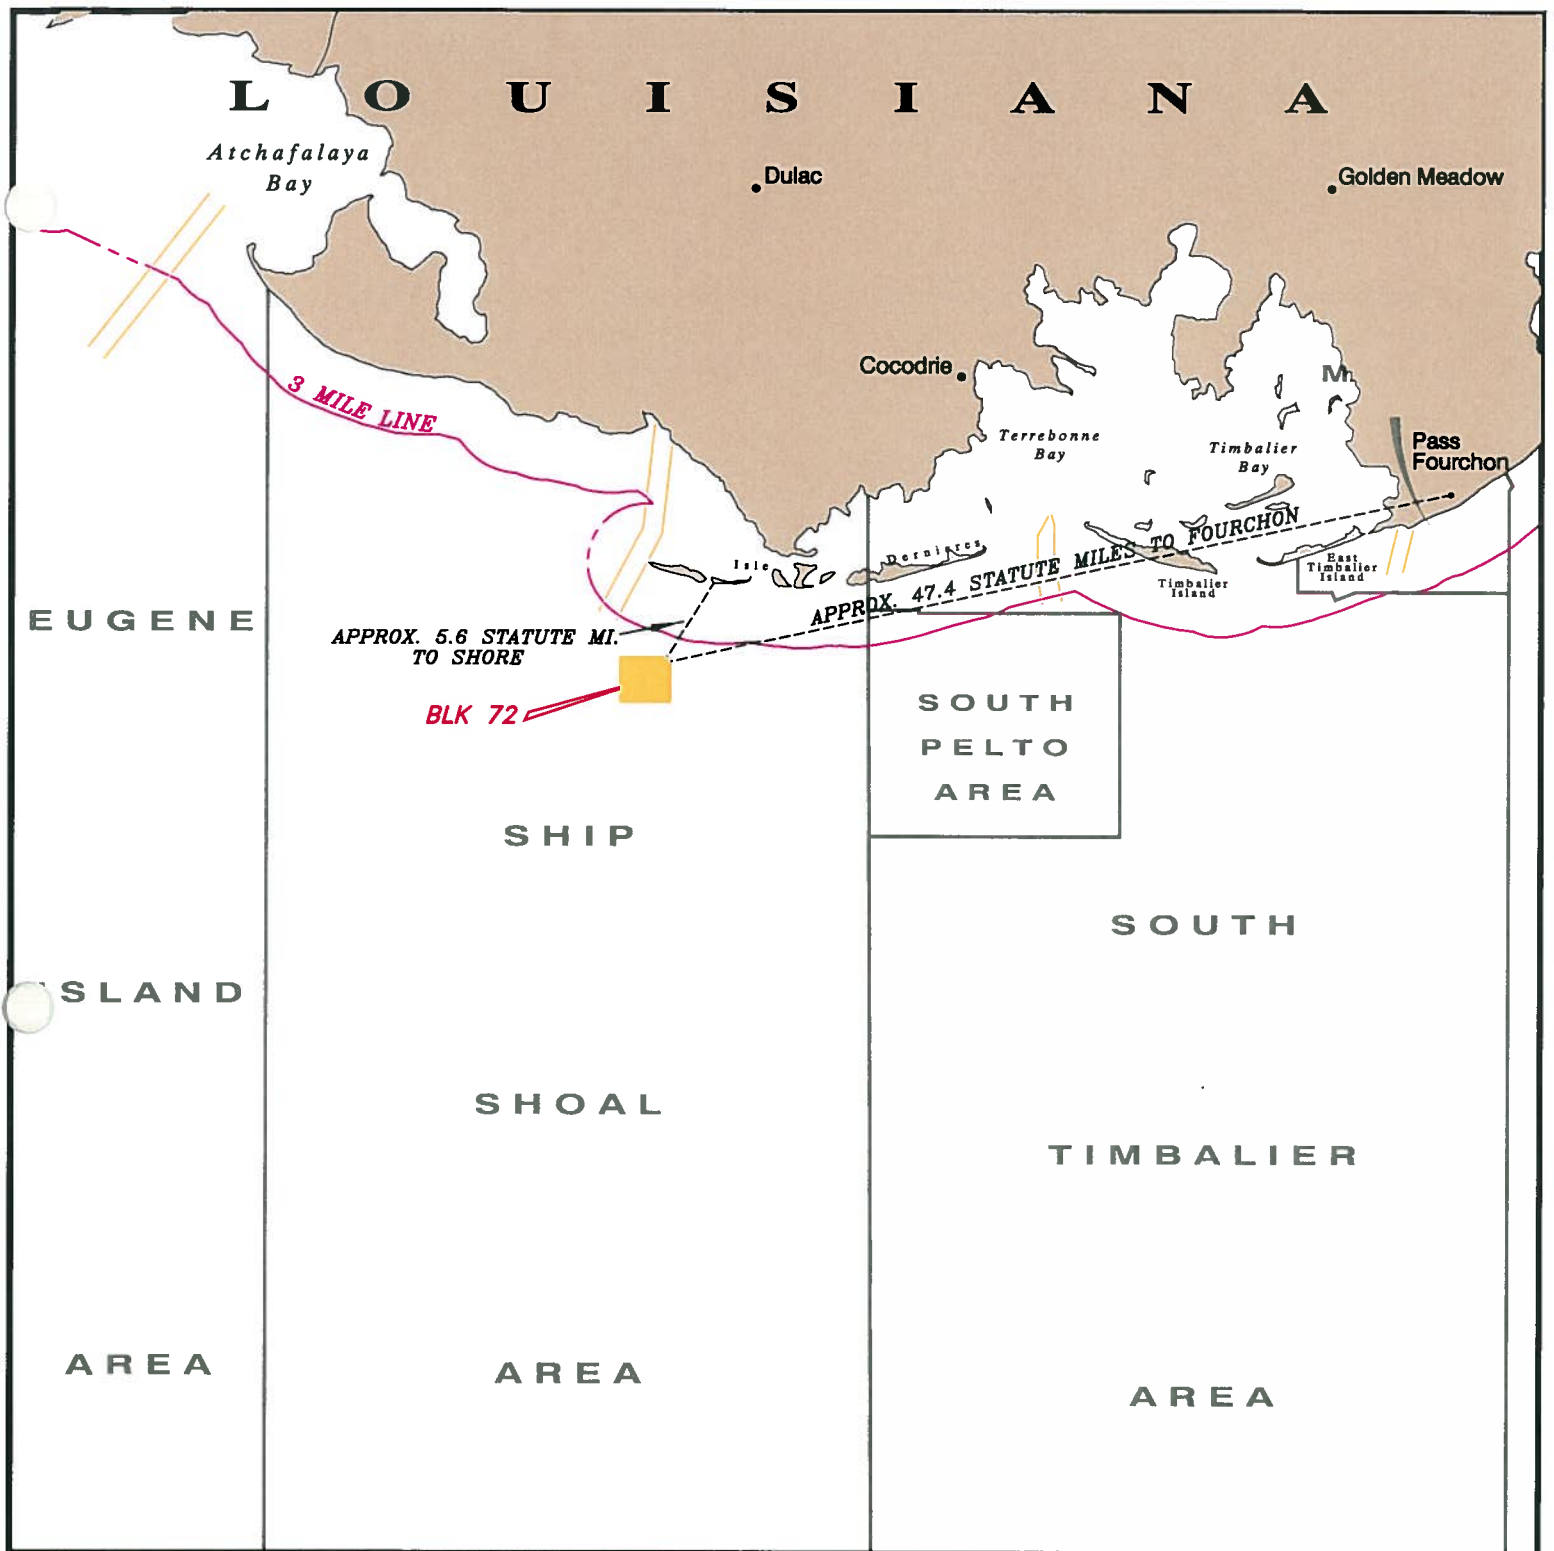 LOUISIANA
Atchafalaya
Bay
Dulac
Golden Meadow
3 MILE LINE
Cocodrie
M
Terrebonne
Bay
Timbalier
Bay
Pass
Fourchon
Isle
Dernieres
APPROX. 47.4 STATUTE MILES TO FOURCHON
East
Timbalier
Island
Timbalier
Island
EUGENE
APPROX. 5.6 STATUTE MI.
TO SHORE
BLK 72
SOUTH
PELTO
AREA
SHIP
SOUTH
ISLAND
SHOAL
TIMBALIER
AREA
AREA
AREA